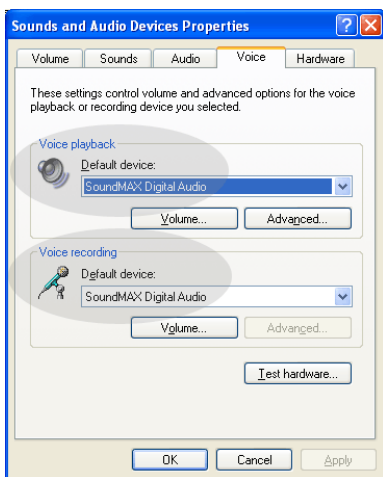 Sounds and Audio Devices Properties
Volume Sounds Audio Voice Hardware
These settings control volume and advanced options for the voice
playback or recording device you selected.
Voice playback
Default device:
SoundMAX Digital Audio
Volume... Advanced...
Voice recording
Default device:
SoundMAX Digital Audio
Volume... Advanced...
Test hardware...
OK Cancel Apply